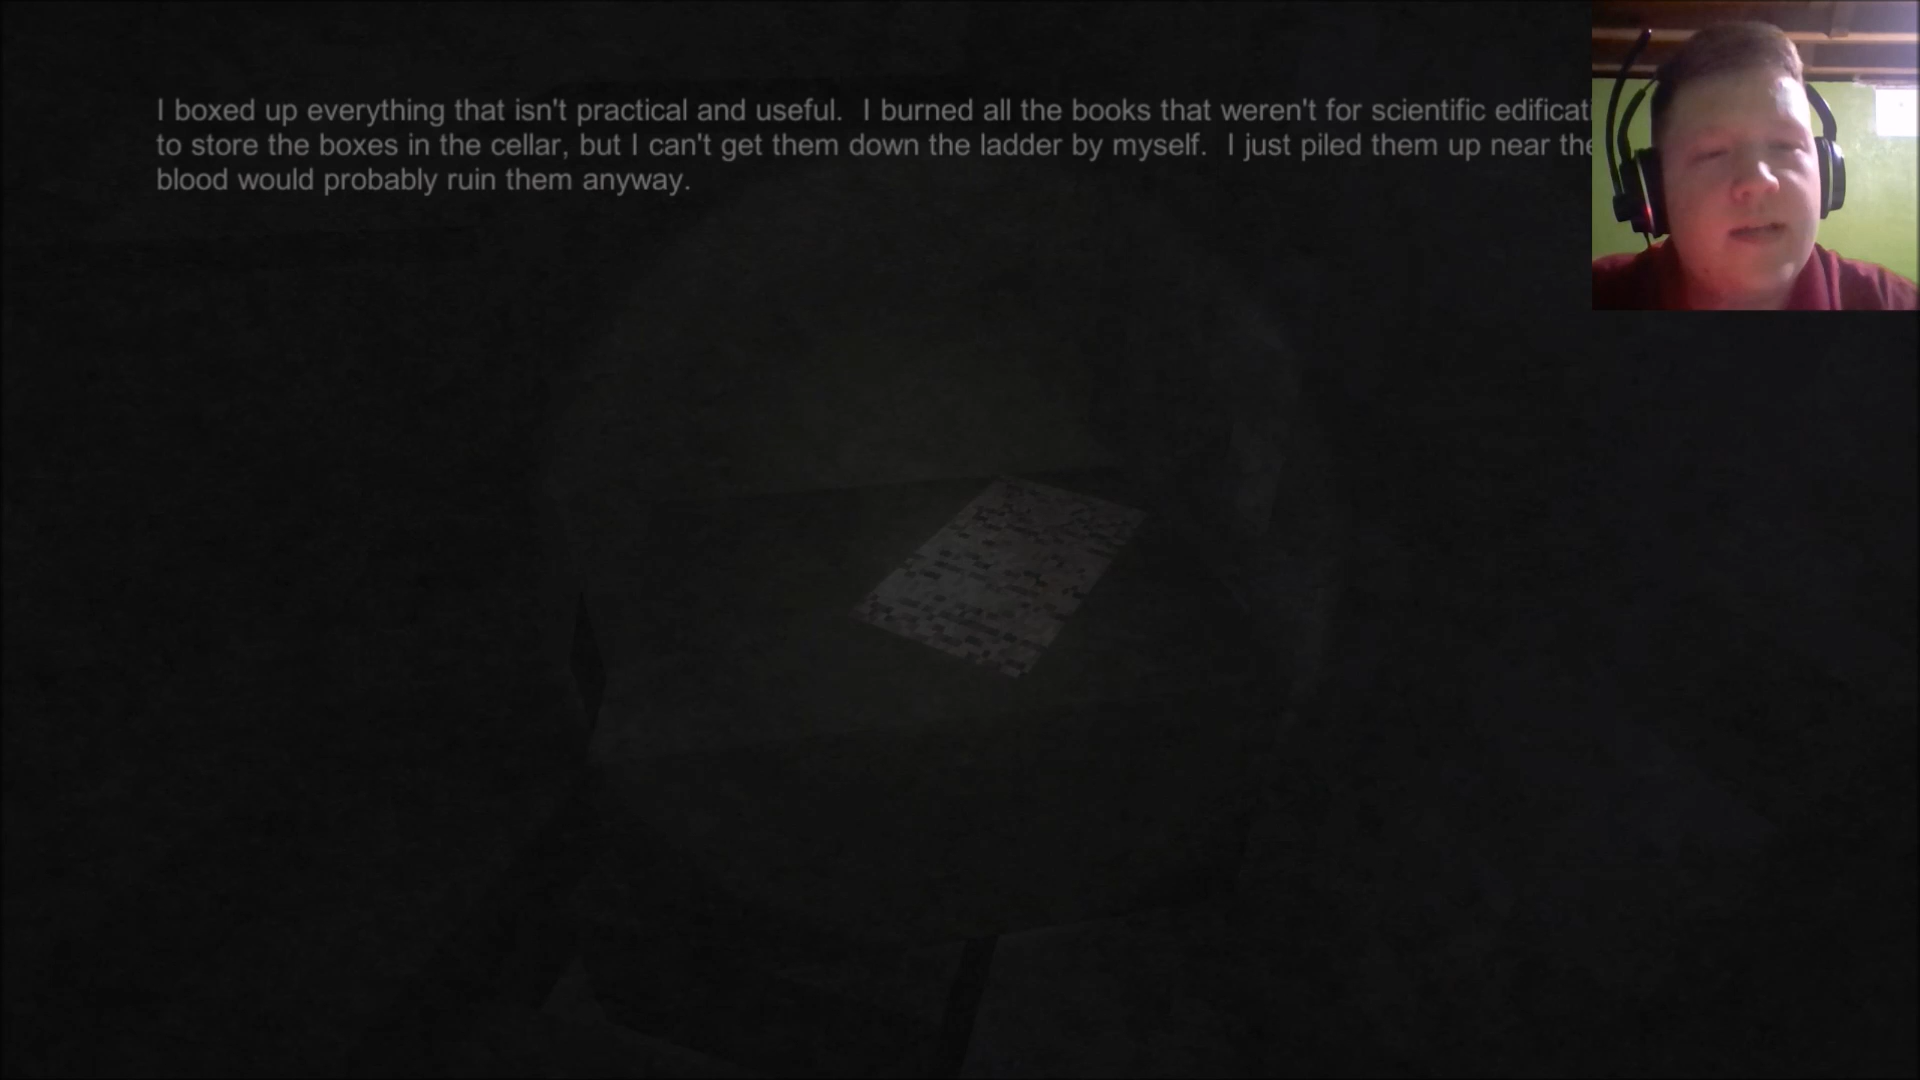 I boxed up everything that isn't practical and useful.  I burned all the books that weren't for scientific
to store the boxes in the cellar, but I can't get them down the ladder by myself.  I just piled them up near
blood would probably ruin them anyway.